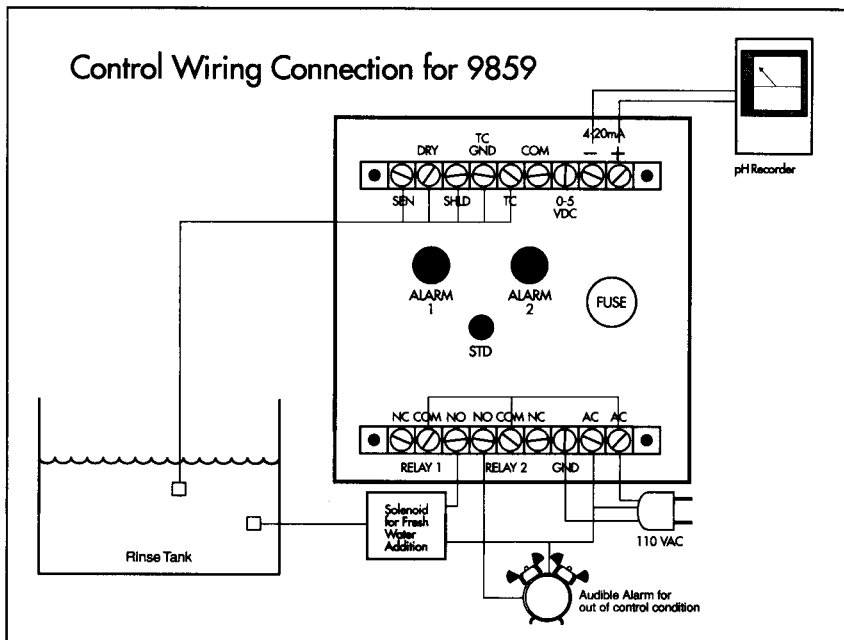 Control Wiring Connection for 9859
4-20mA
− +
pH Recorder
DRY
TC
GND
COM
SEN
SHLD
TC
0-5
VDC
ALARM
1
ALARM
2
FUSE
STD
NC COM NO NO COM NC AC AC
RELAY 1 RELAY 2 GND
Solenoid
for Fresh
Water
Addition
110 VAC
Rinse Tank
Audible Alarm for
out of control condition